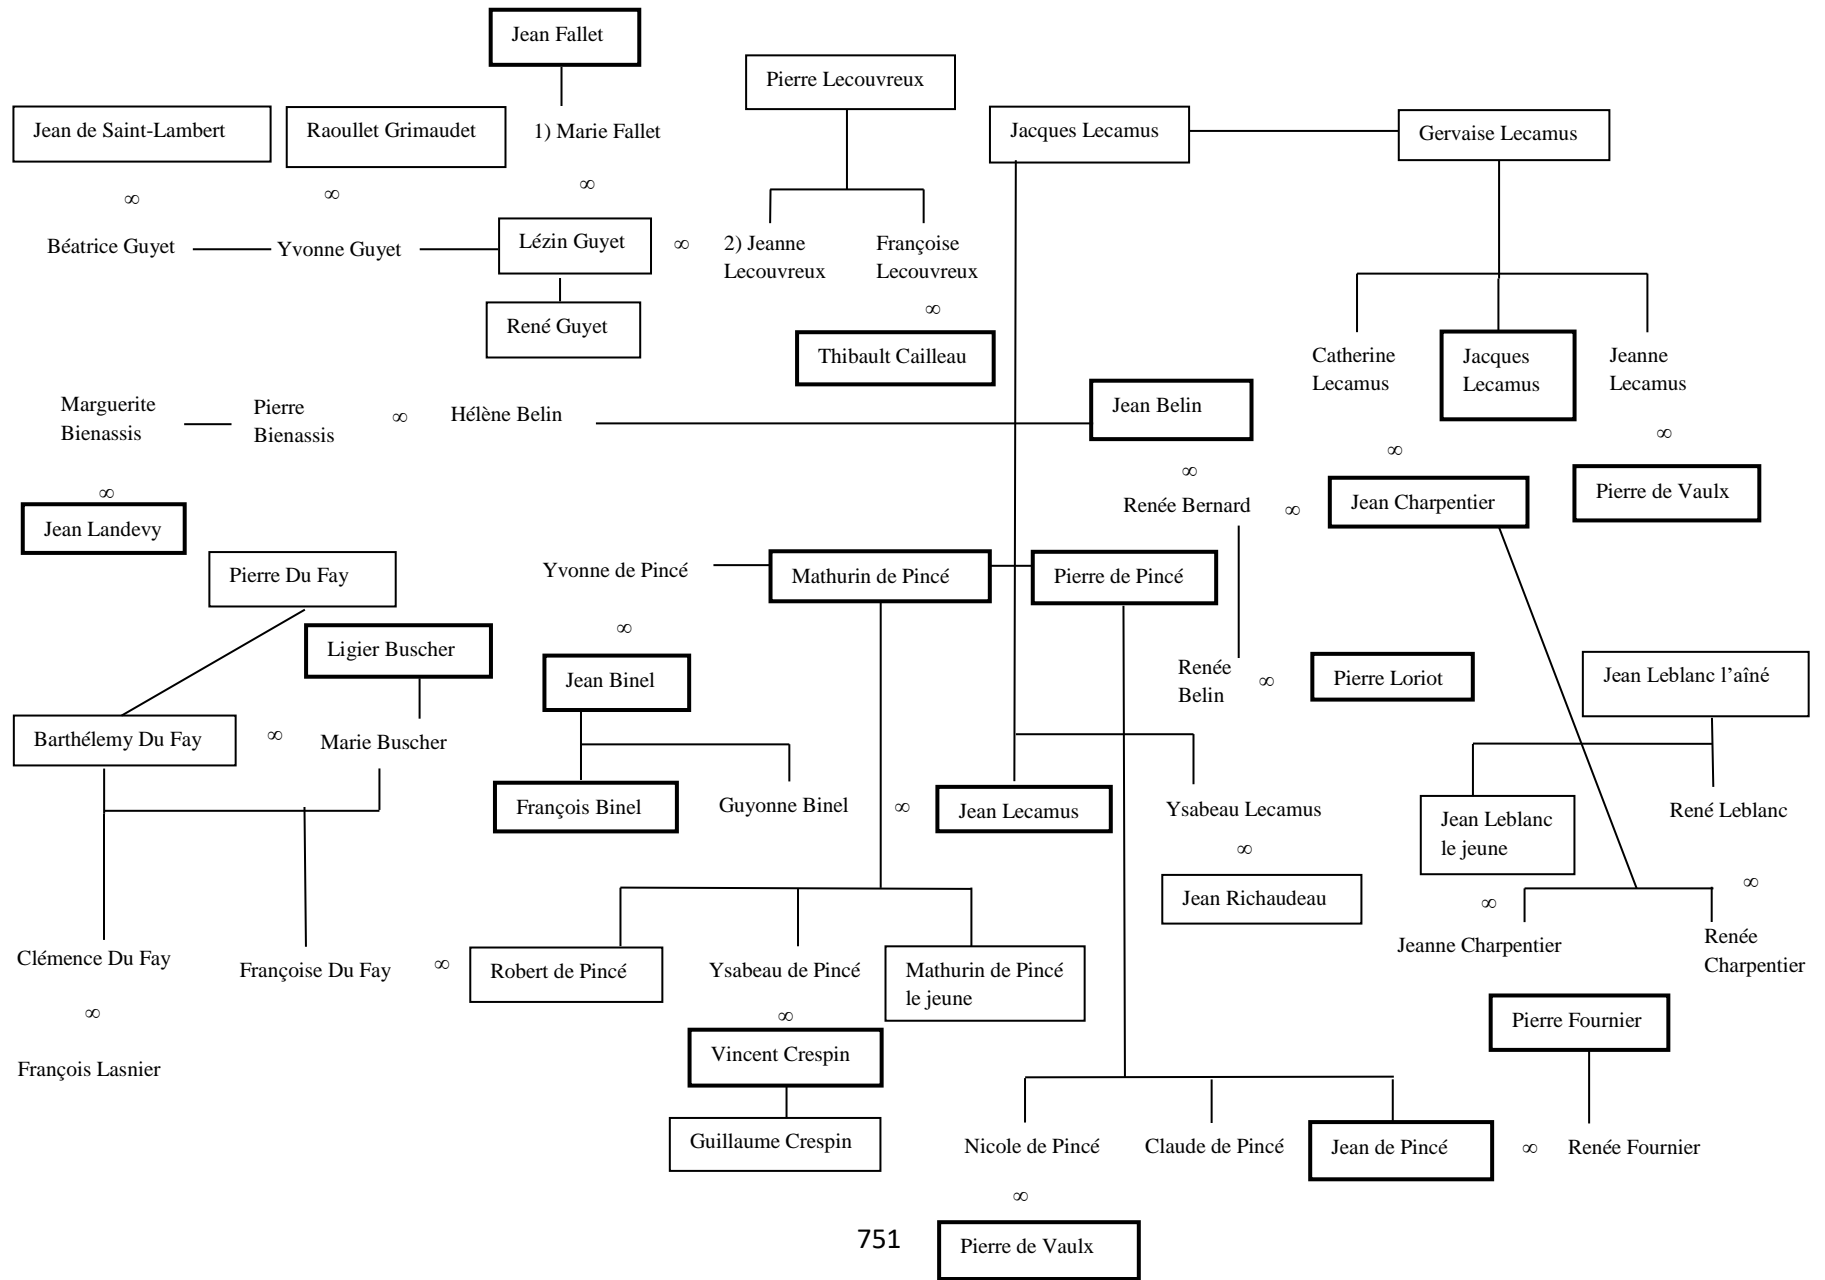 Jean Fallet
Pierre Lecouvreux
Jean de Saint-Lambert
Raoullet Grimaudet
1) Marie Fallet
Jacques Lecamus
Gervaise Lecamus
∞
∞
∞
Béatrice Guyet
Yvonne Guyet
Lézin Guyet
∞
2) Jeanne
Lecouvreux
Françoise
Lecouvreux
René Guyet
∞
Thibault Cailleau
Catherine
Lecamus
Jacques
Lecamus
Jeanne
Lecamus
Marguerite
Bienassis
Pierre
Bienassis
∞
Hélène Belin
Jean Belin
∞
∞
∞
∞
Jean Landevy
Renée Bernard
∞
Jean Charpentier
Pierre de Vaulx
Pierre Du Fay
Yvonne de Pincé
Mathurin de Pincé
Pierre de Pincé
∞
Ligier Buscher
Jean Binel
Renée
Belin
∞
Pierre Loriot
Jean Leblanc l’aîné
Barthélemy Du Fay
∞
Marie Buscher
François Binel
Guyonne Binel
∞
Jean Lecamus
Ysabeau Lecamus
Jean Leblanc
le jeune
René Leblanc
∞
Jean Richaudeau
∞
∞
Jeanne Charpentier
Renée
Charpentier
Clémence Du Fay
Françoise Du Fay
∞
Robert de Pincé
Ysabeau de Pincé
Mathurin de Pincé
le jeune
∞
∞
Pierre Fournier
François Lasnier
Vincent Crespin
Guillaume Crespin
Nicole de Pincé
Claude de Pincé
Jean de Pincé
∞
Renée Fournier
∞
Pierre de Vaulx
751